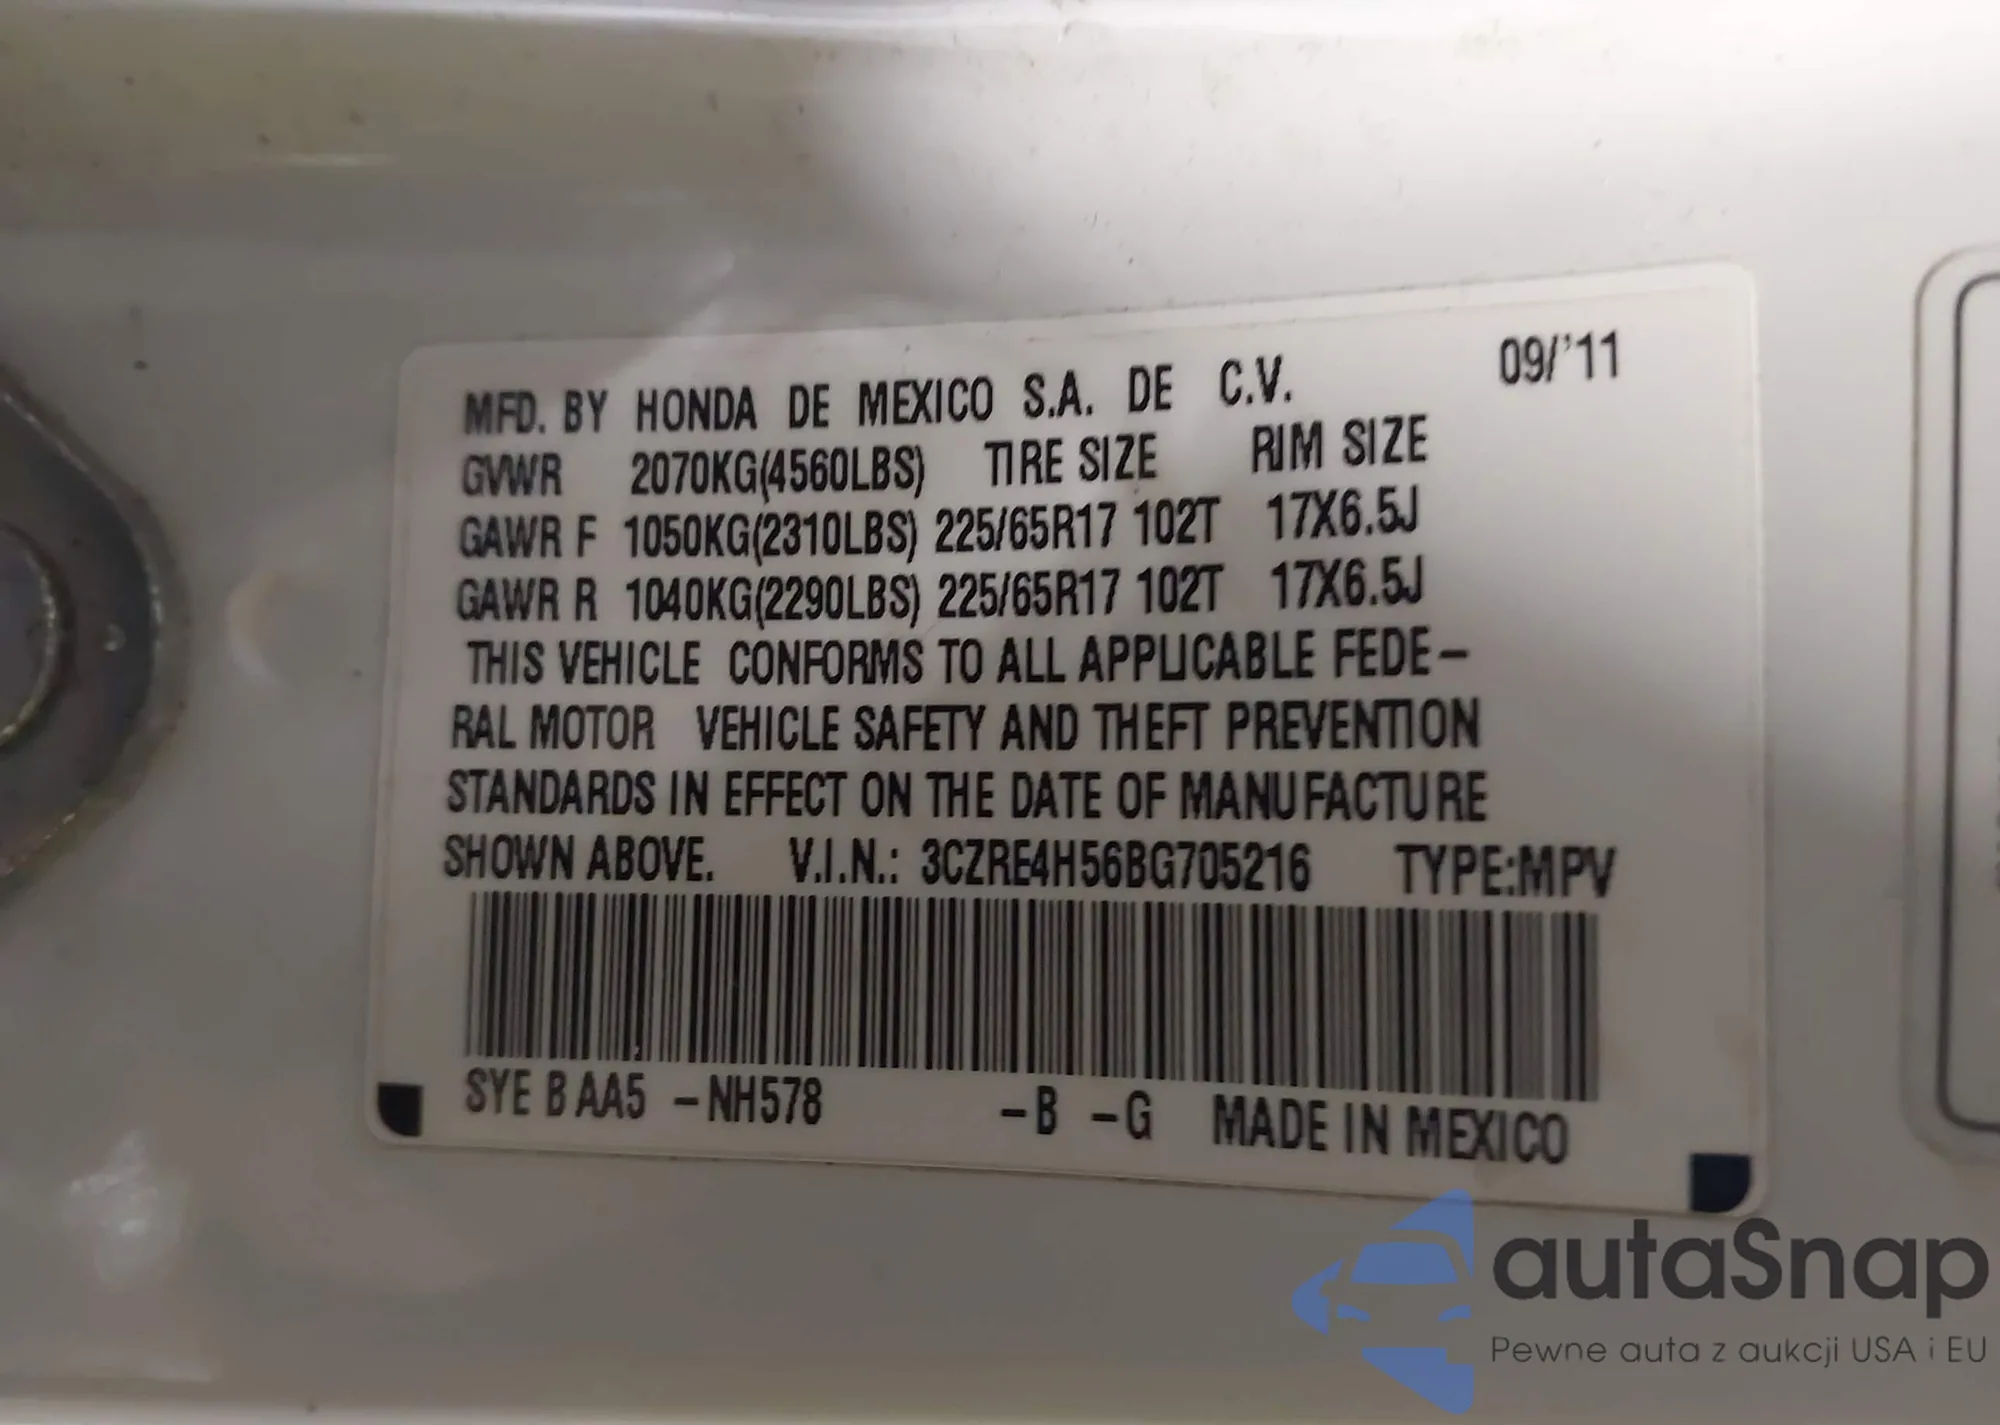 MFD. BY HONDA DE MEXICO S.A. DE C.V. 09/'11
GVWR 2070KG(4560LBS) TIRE SIZE RIM SIZE
GAWR F 1050KG(2310LBS) 225/65R17 102T 17X6.5J
GAWR R 1040KG(2290LBS) 225/65R17 102T 17X6.5J
THIS VEHICLE CONFORMS TO ALL APPLICABLE FEDE-
RAL MOTOR VEHICLE SAFETY AND THEFT PREVENTION
STANDARDS IN EFFECT ON THE DATE OF MANUFACTURE
SHOWN ABOVE. V.I.N.: 3CZRE4H56BG705216 TYPE:MPV
SYE B AA5 -NH578 -B -G MADE IN MEXICO
autaSnap
Pewne auta z aukcji USA i EU